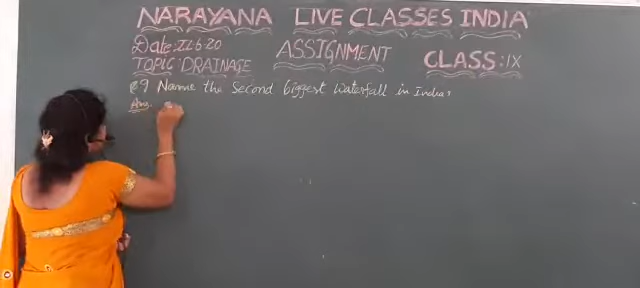 NARAYANA LIVE CLASSES INDIA
Date: 22.6.20 ASSIGNMENT CLASS: IX
TOPIC: DRAINAGE
Q9 Name the Second biggest Waterfall in India?
Ans.